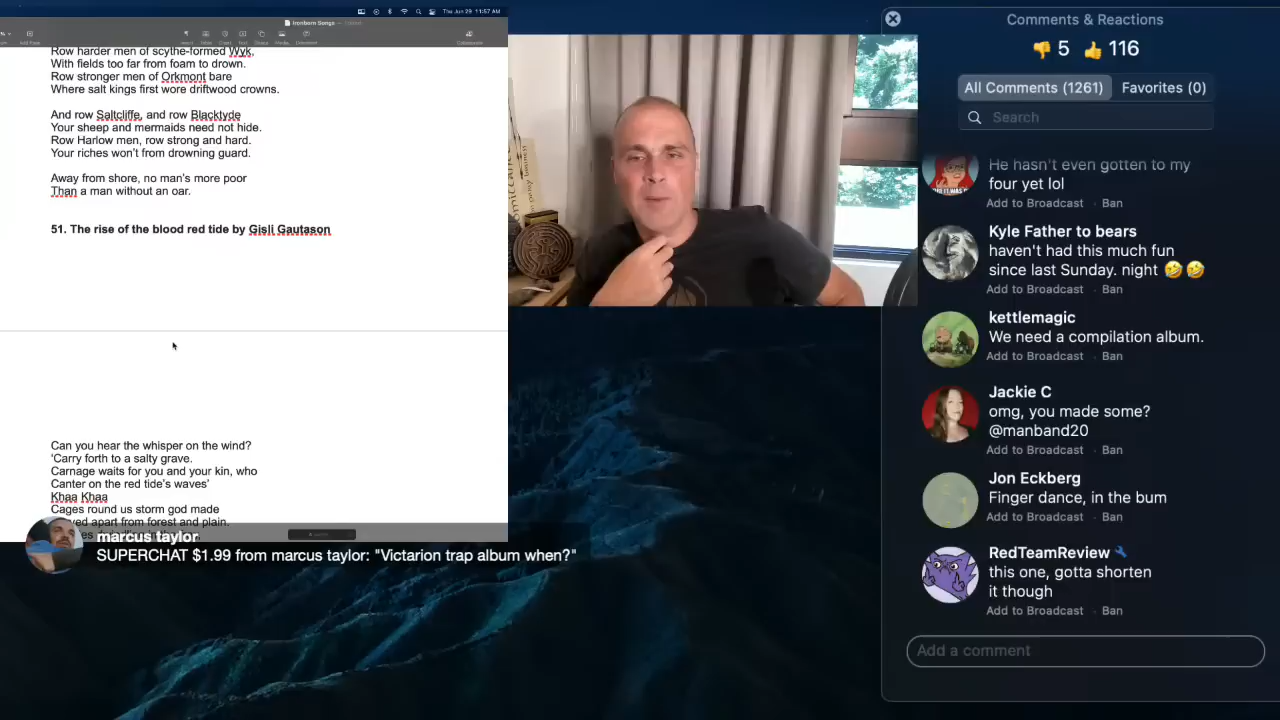 Thu Jun 29 11:57 AM
Ironborn Songs
Add Page
Row harder men of scythe-formed Wyk,
With fields too far from foam to drown.
Row stronger men of Orkmont bare
Where salt kings first wore driftwood crowns.
And row Saltcliffe, and row Blacktyde
Your sheep and mermaids need not hide.
Row Harlow men, row strong and hard.
Your riches won't from drowning guard.
Away from shore, no man's more poor
Than a man without an oar.
51. The rise of the blood red tide by Gisli Gautason
Can you hear the whisper on the wind?
'Carry forth to a salty grave.
Carnage waits for you and your kin, who
Canter on the red tide's waves'
Khaa Khaa
Cages round us storm god made
apart from forest and plain.
marcus taylor
SUPERCHAT $1.99 from marcus taylor: "Victarion trap album when?"
Comments & Reactions
👎 5 👍 116
All Comments (1261) Favorites (0)
Search
He hasn't even gotten to my
four yet lol
Add to Broadcast · Ban
Kyle Father to bears
haven't had this much fun
since last Sunday. night 🤣🤣
Add to Broadcast · Ban
kettlemagic
We need a compilation album.
Add to Broadcast · Ban
Jackie C
omg, you made some?
@manband20
Add to Broadcast · Ban
Jon Eckberg
Finger dance, in the bum
Add to Broadcast · Ban
RedTeamReview
this one, gotta shorten
it though
Add to Broadcast · Ban
Add a comment